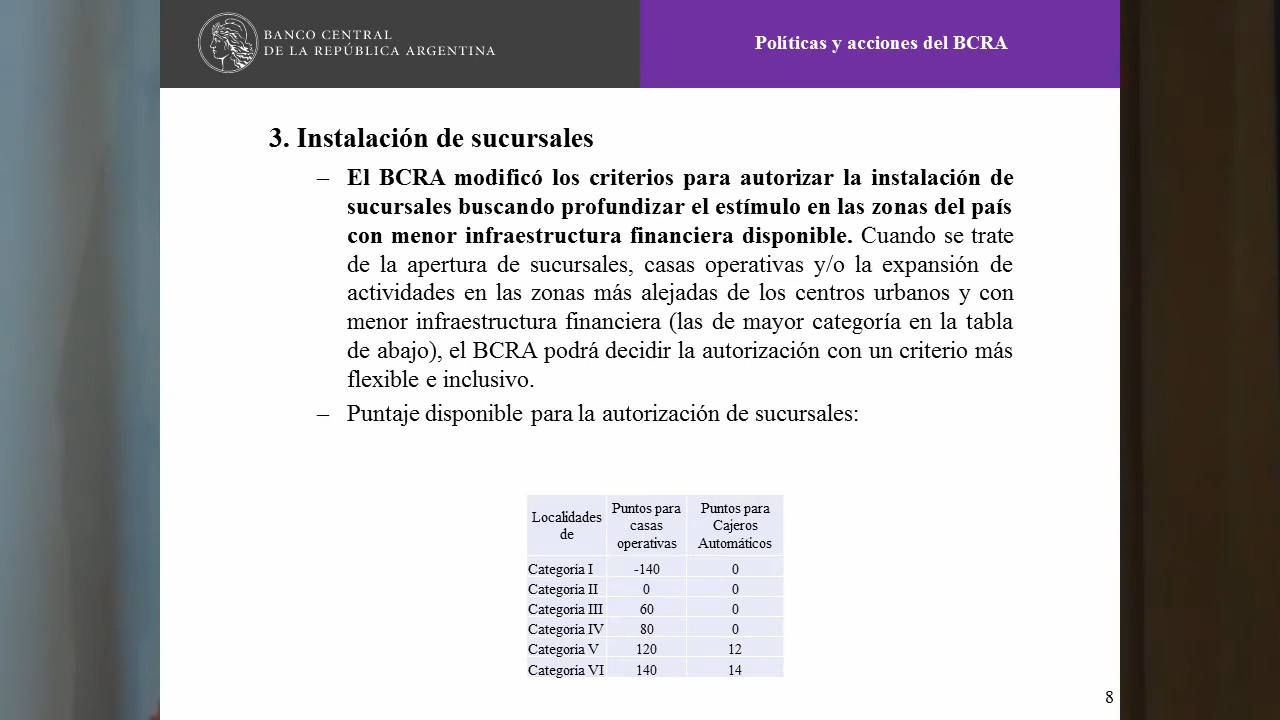 BANCO CENTRAL
DE LA REPÚBLICA ARGENTINA
Políticas y acciones del BCRA
3. Instalación de sucursales
– El BCRA modificó los criterios para autorizar la instalación de
sucursales buscando profundizar el estímulo en las zonas del país
con menor infraestructura financiera disponible. Cuando se trate
de la apertura de sucursales, casas operativas y/o la expansión de
actividades en las zonas más alejadas de los centros urbanos y con
menor infraestructura financiera (las de mayor categoría en la tabla
de abajo), el BCRA podrá decidir la autorización con un criterio más
flexible e inclusivo.
– Puntaje disponible para la autorización de sucursales:
Localidades de Puntos para casas operativas Puntos para Cajeros Automáticos
Categoria I -140 0
Categoria II 0 0
Categoria III 60 0
Categoria IV 80 0
Categoria V 120 12
Categoria VI 140 14
8